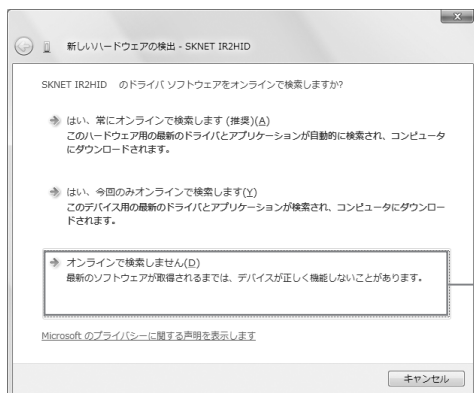 新しいハードウェアの検出 - SKNET IR2HID
SKNET IR2HID のドライバ ソフトウェアをオンラインで検索しますか?
はい、常にオンラインで検索します (推奨)(A)
このハードウェア用の最新のドライバとアプリケーションが自動的に検索され、コンピュータ
にダウンロードされます。
はい、今回のみオンラインで検索します(Y)
このデバイス用の最新のドライバとアプリケーションが検索され、コンピュータにダウンロー
ドされます。
オンラインで検索しません(D)
最新のソフトウェアが取得されるまでは、デバイスが正しく機能しないことがあります。
Microsoft のプライバシーに関する声明を表示します
キャンセル